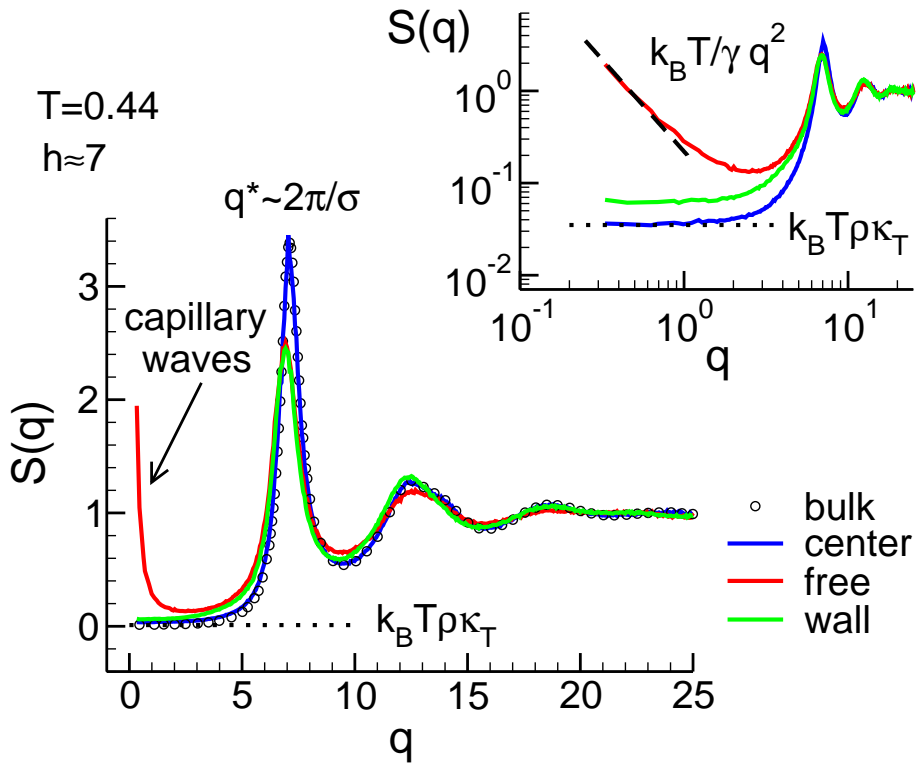 T=0.44
h≈7
q*~2π/σ
capillary
waves
S(q)
3
2
1
0
0 5 10 15 20 25
q
k_BTρκ_T
bulk
center
free
wall
S(q)
k_BT/γ q^2
10^0
10^-1
10^-2
k_BTρκ_T
10^-1 10^0 10^1
q